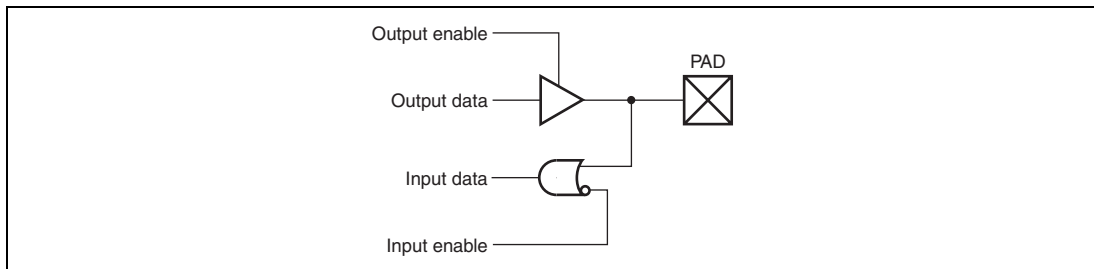 Output enable
PAD
Output data
Input data
Input enable